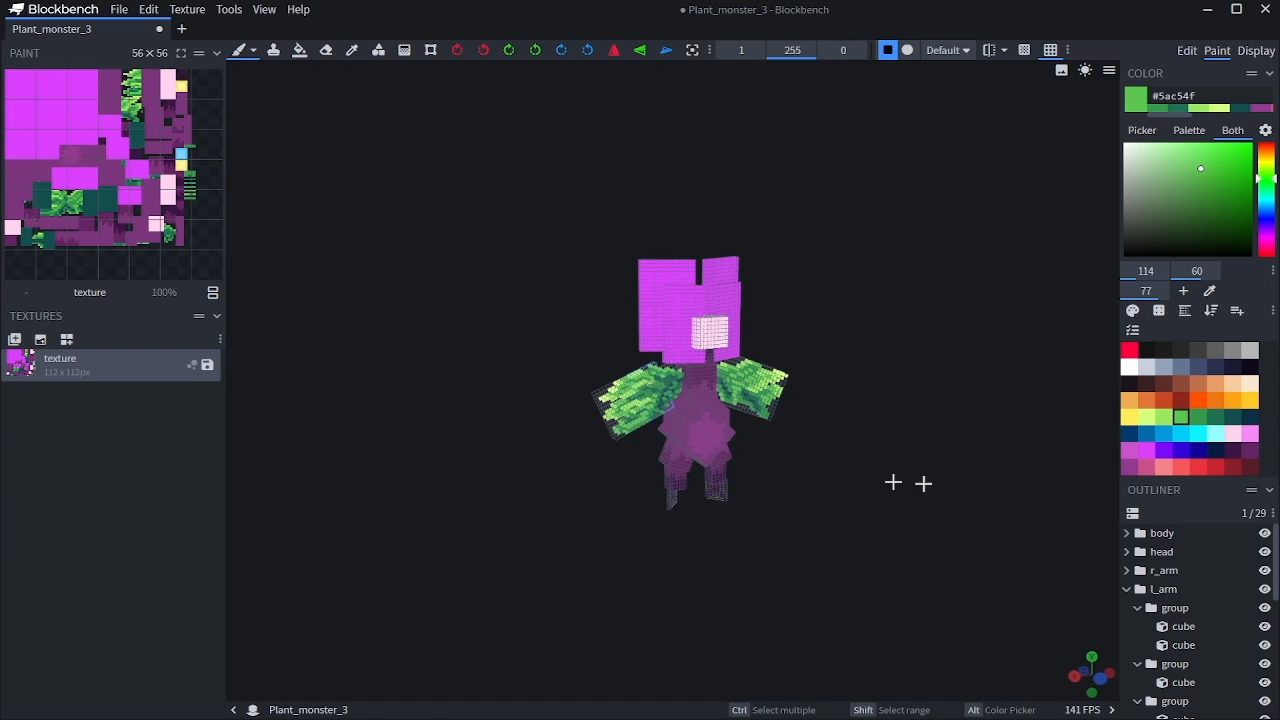 Blockbench File Edit Texture Tools View Help Plant_monster_3 - Blockbench
Plant_monster_3
PAINT 56 × 56
1 255 0 Default Edit Paint Display
COLOR
#5ac54f
Picker Palette Both
114 60
77
- texture 100%
TEXTURES
texture
112 x 112px
OUTLINER
1 / 29
body
head
r_arm
l_arm
group
cube
cube
group
cube
group
Plant_monster_3 Ctrl Select multiple Shift Select range Alt Color Picker 141 FPS